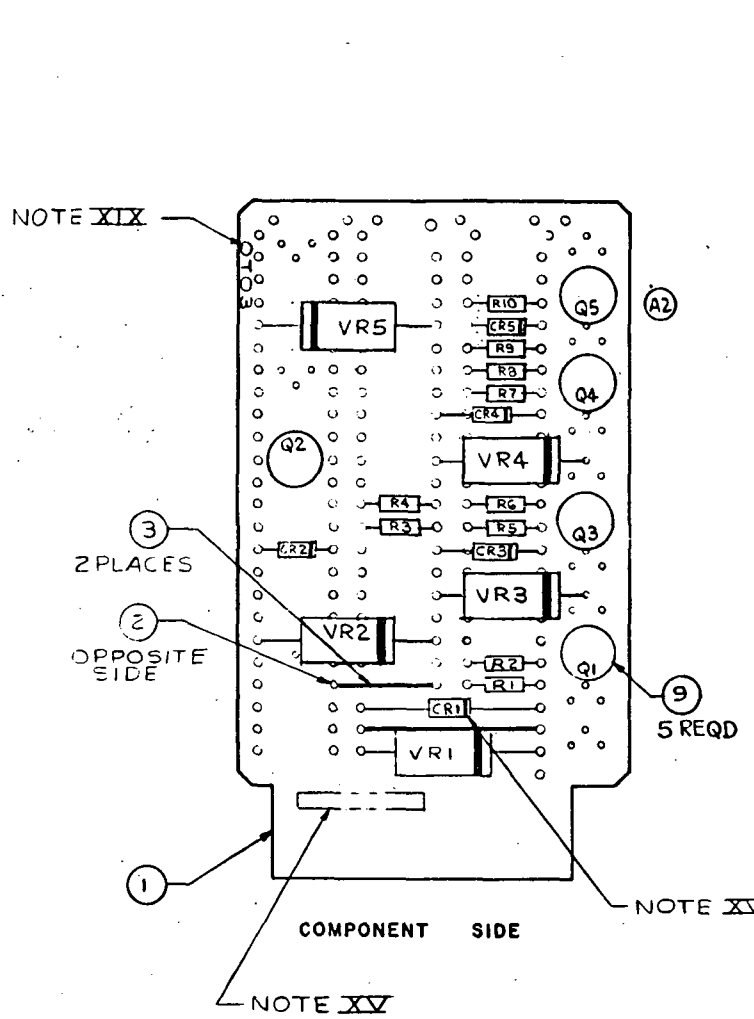 NOTE XIX
OTO3
R10
Q5
A2
CR5
VR5
R9
R8
R7
Q4
CR4
Q2
VR4
R4
R6
R3
R5
Q3
3
2 PLACES
CR2
CR3
VR3
2
OPPOSITE
SIDE
VR2
R2
Q1
R1
9
5 REQD
CR1
VR1
1
NOTE
COMPONENT SIDE
NOTE XV